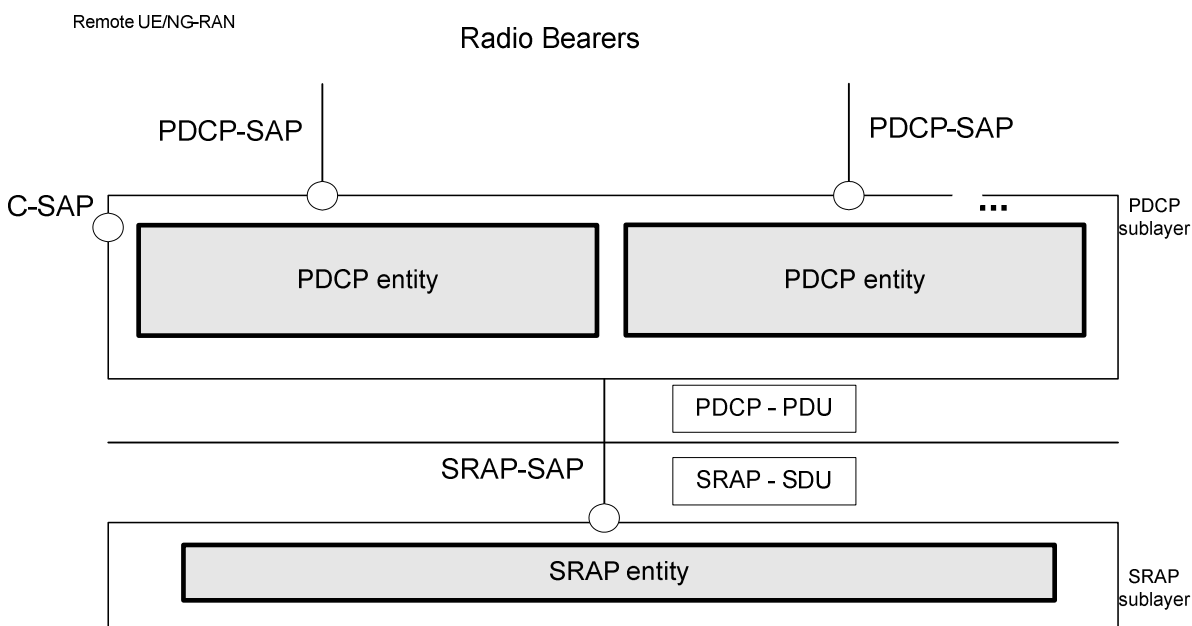 Remote UE/NG-RAN
Radio Bearers
PDCP-SAP
PDCP-SAP
C-SAP
...
PDCP
sublayer
PDCP entity
PDCP entity
PDCP - PDU
SRAP-SAP
SRAP - SDU
SRAP entity
SRAP
sublayer